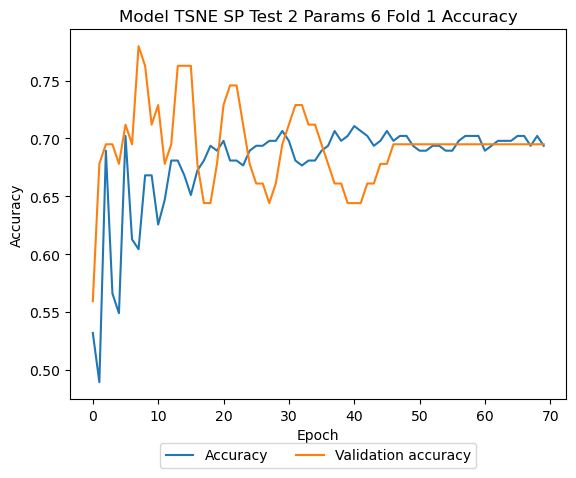 Model TSNE SP Test 2 Params 6 Fold 1 Accuracy
Accuracy
0.75
0.70
0.65
0.60
0.55
0.50
0 10 20 30 40 50 60 70
Epoch
Accuracy Validation accuracy